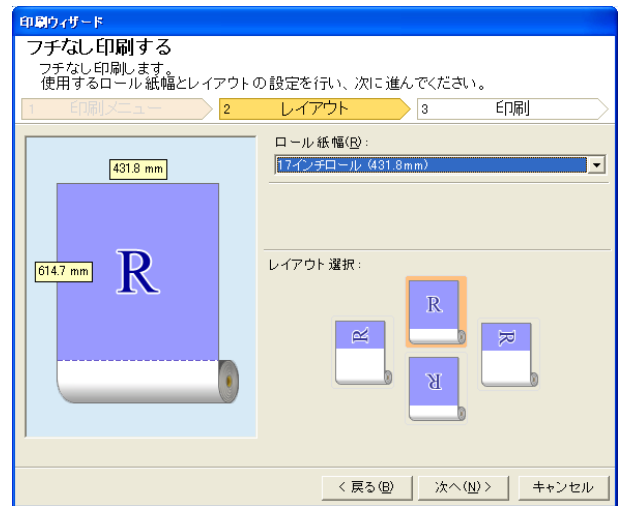 印刷ウィザード
フチなし印刷する
フチなし印刷します。
使用するロール紙幅とレイアウトの設定を行い、次に進んでください。
1 印刷メニュー 2 レイアウト 3 印刷
ロール紙幅(R):
17インチロール (431.8mm)
431.8 mm
614.7 mm
R
レイアウト選択:
R
R
R
R
< 戻る(B) 次へ(N) > キャンセル